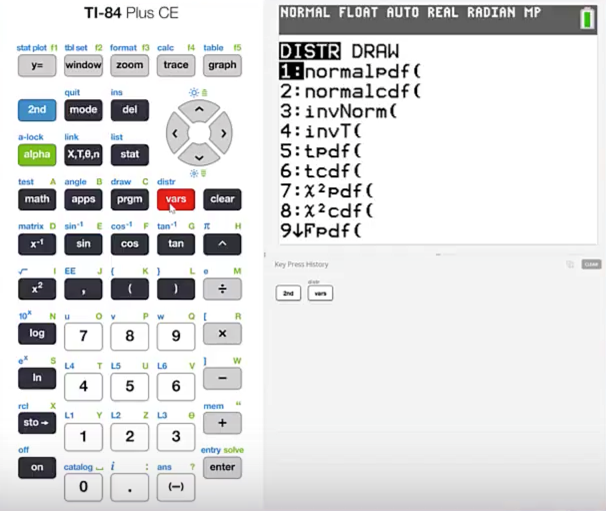 TI-84 Plus CE
stat plot f1 tbl set f2 format f3 calc f4 table f5
y= window zoom trace graph
quit ins
2nd mode del
a-lock link list
alpha X,T,θ,n stat
test A angle B draw C distr
math apps prgm vars clear
matrix D sin⁻¹ E cos⁻¹ F tan⁻¹ G π H
x⁻¹ sin cos tan ^
√ I EE J { K } L e M
x² , ( ) ÷
10ˣ N u O v P w Q [ R
log 7 8 9 ×
eˣ S L4 T L5 U L6 V ] W
ln 4 5 6 −
rcl X L1 Y L2 Z L3 θ mem "
sto→ 1 2 3 +
off catalog i : ans ? entry solve
on 0 . (−) enter
NORMAL FLOAT AUTO REAL RADIAN MP
DISTR DRAW
1:normalpdf(
2:normalcdf(
3:invNorm(
4:invT(
5:tpdf(
6:tcdf(
7:χ²pdf(
8:χ²cdf(
9↓Fpdf(
Key Press History
CLEAR
distr
2nd vars